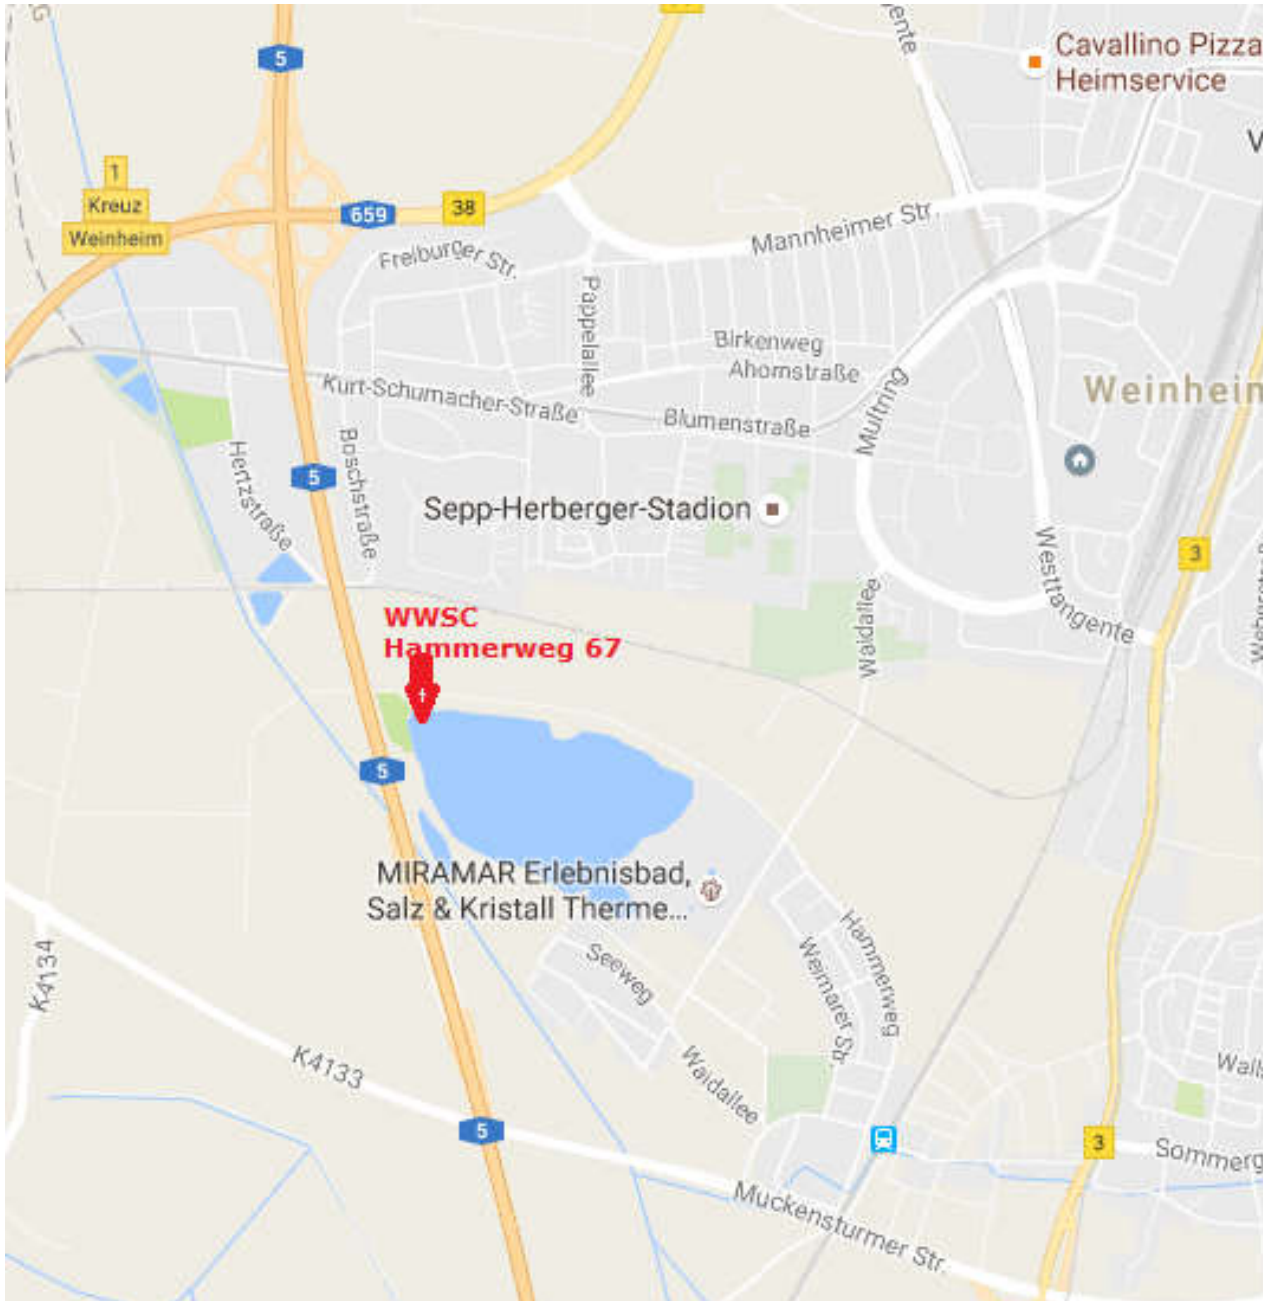 5
Cavallino Pizza
Heimservice
1
Kreuz
Weinheim
659
38
Mannheimer Str.
Freiburger Str.
Pappelallee
Birkenweg
Ahornstraße
Kurt-Schumacher-Straße
Blumenstraße
Multring
Weinheim
Hertzstraße
5
Boschstraße
Sepp-Herberger-Stadion
Westtangente
3
Waidallee
WWSC
Hammerweg 67
5
MIRAMAR Erlebnisbad,
Salz & Kristall Therme...
Seeweg
Weimarer Str.
Hammerweg
K4134
K4133
Waidallee
5
3
Sommerg
Walls
Muckensturmer Str.